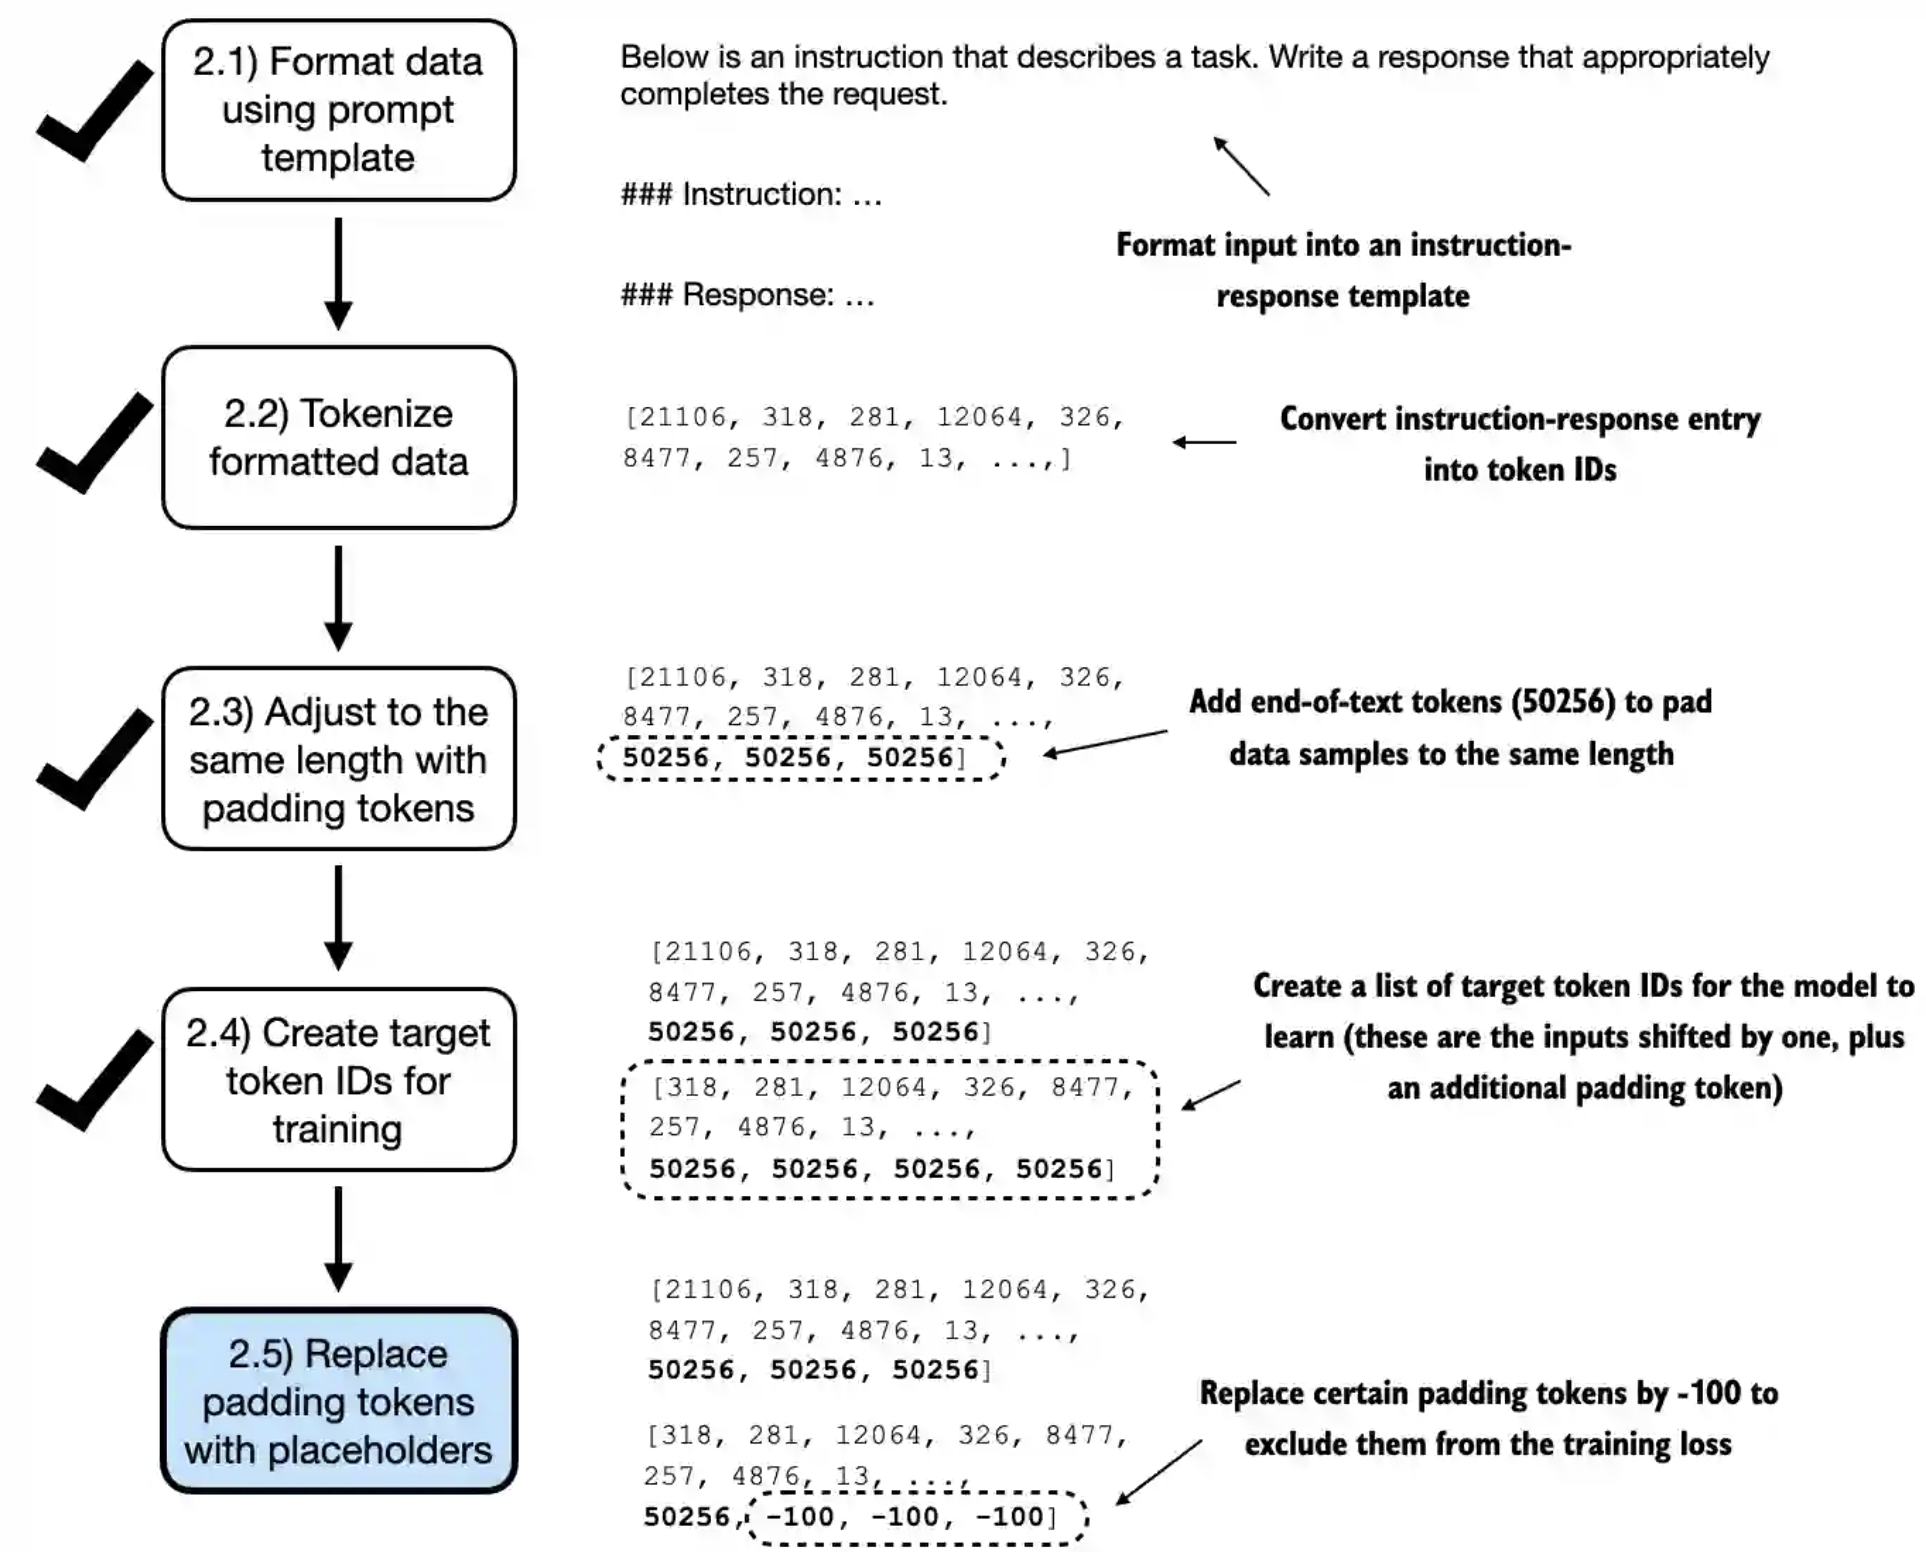 2.1) Format data
using prompt
template
Below is an instruction that describes a task. Write a response that appropriately
completes the request.
### Instruction: ...
### Response: ...
Format input into an instruction-
response template
2.2) Tokenize
formatted data
[21106, 318, 281, 12064, 326,
8477, 257, 4876, 13, ...,]
Convert instruction-response entry
into token IDs
2.3) Adjust to the
same length with
padding tokens
[21106, 318, 281, 12064, 326,
8477, 257, 4876, 13, ...,
50256, 50256, 50256]
Add end-of-text tokens (50256) to pad
data samples to the same length
2.4) Create target
token IDs for
training
[21106, 318, 281, 12064, 326,
8477, 257, 4876, 13, ...,
50256, 50256, 50256]
[318, 281, 12064, 326, 8477,
257, 4876, 13, ...,
50256, 50256, 50256, 50256]
Create a list of target token IDs for the model to
learn (these are the inputs shifted by one, plus
an additional padding token)
2.5) Replace
padding tokens
with placeholders
[21106, 318, 281, 12064, 326,
8477, 257, 4876, 13, ...,
50256, 50256, 50256]
[318, 281, 12064, 326, 8477,
257, 4876, 13, ...,
50256, -100, -100, -100]
Replace certain padding tokens by -100 to
exclude them from the training loss